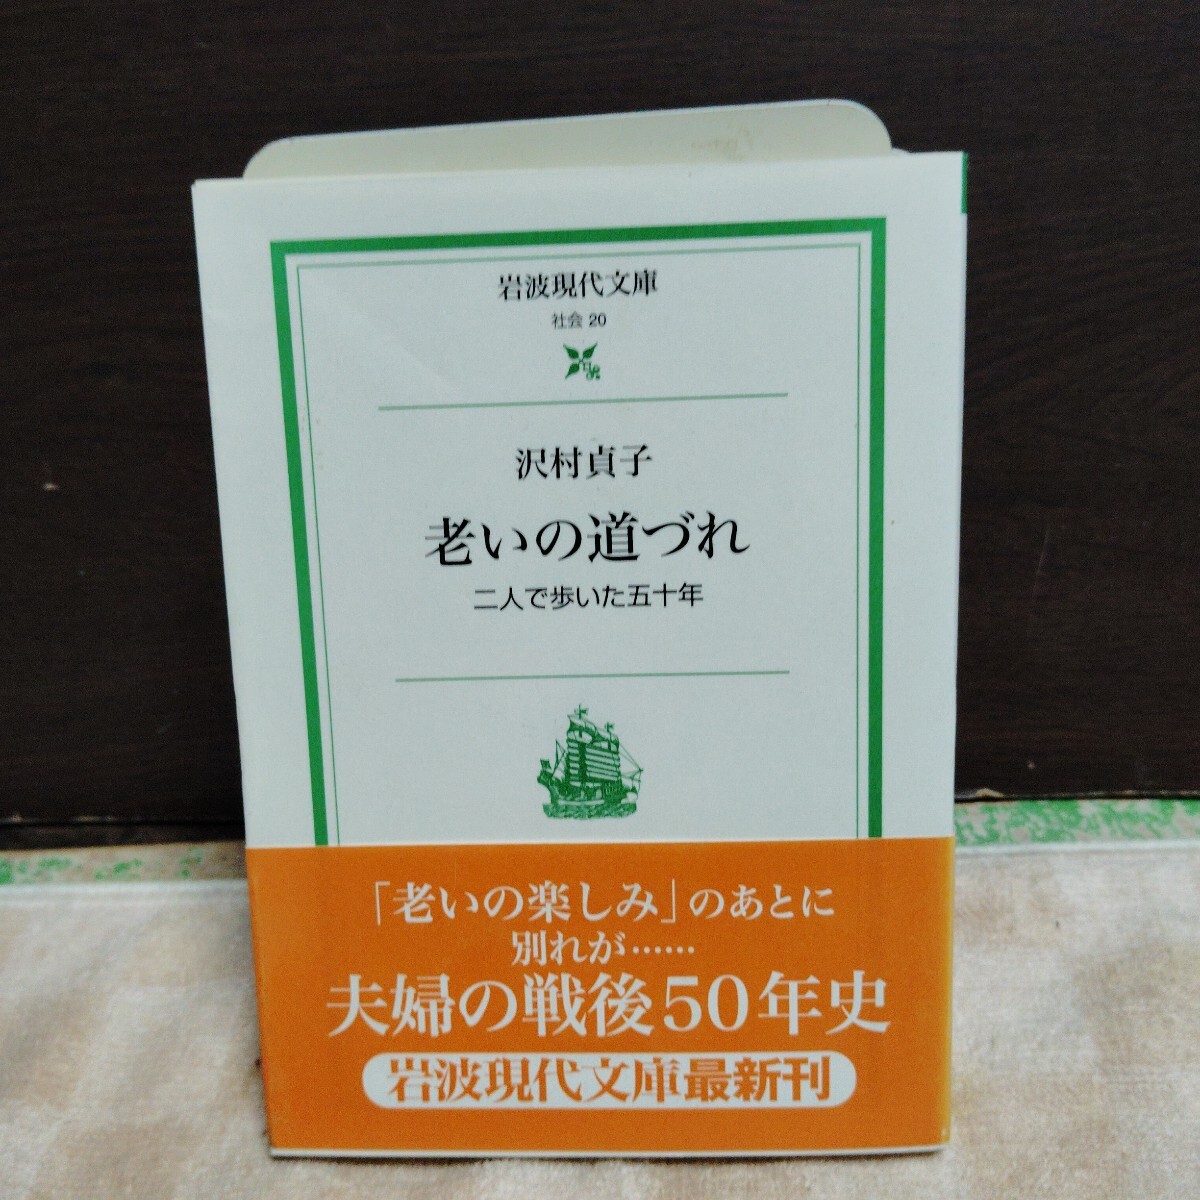 岩波現代文庫
社会 20
沢村貞子
老いの道づれ
二人で歩いた五十年
「老いの楽しみ」のあとに
別れが……
夫婦の戦後50年史
岩波現代文庫最新刊